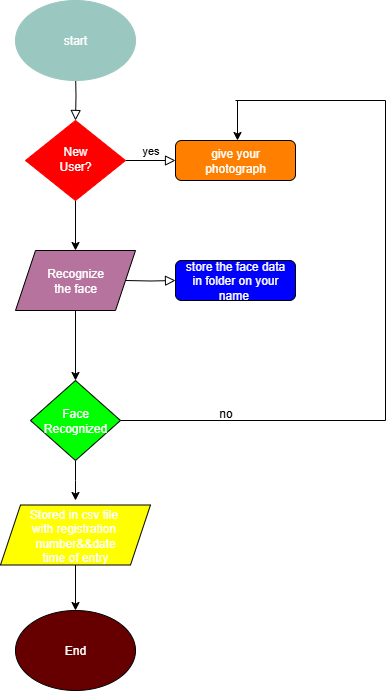 start
New
User?
yes
give your
photograph
Recognize
the face
store the face data
in folder on your
name
Face
Recognized
no
Stored in csv file
with registration
number&&date
time of entry
End